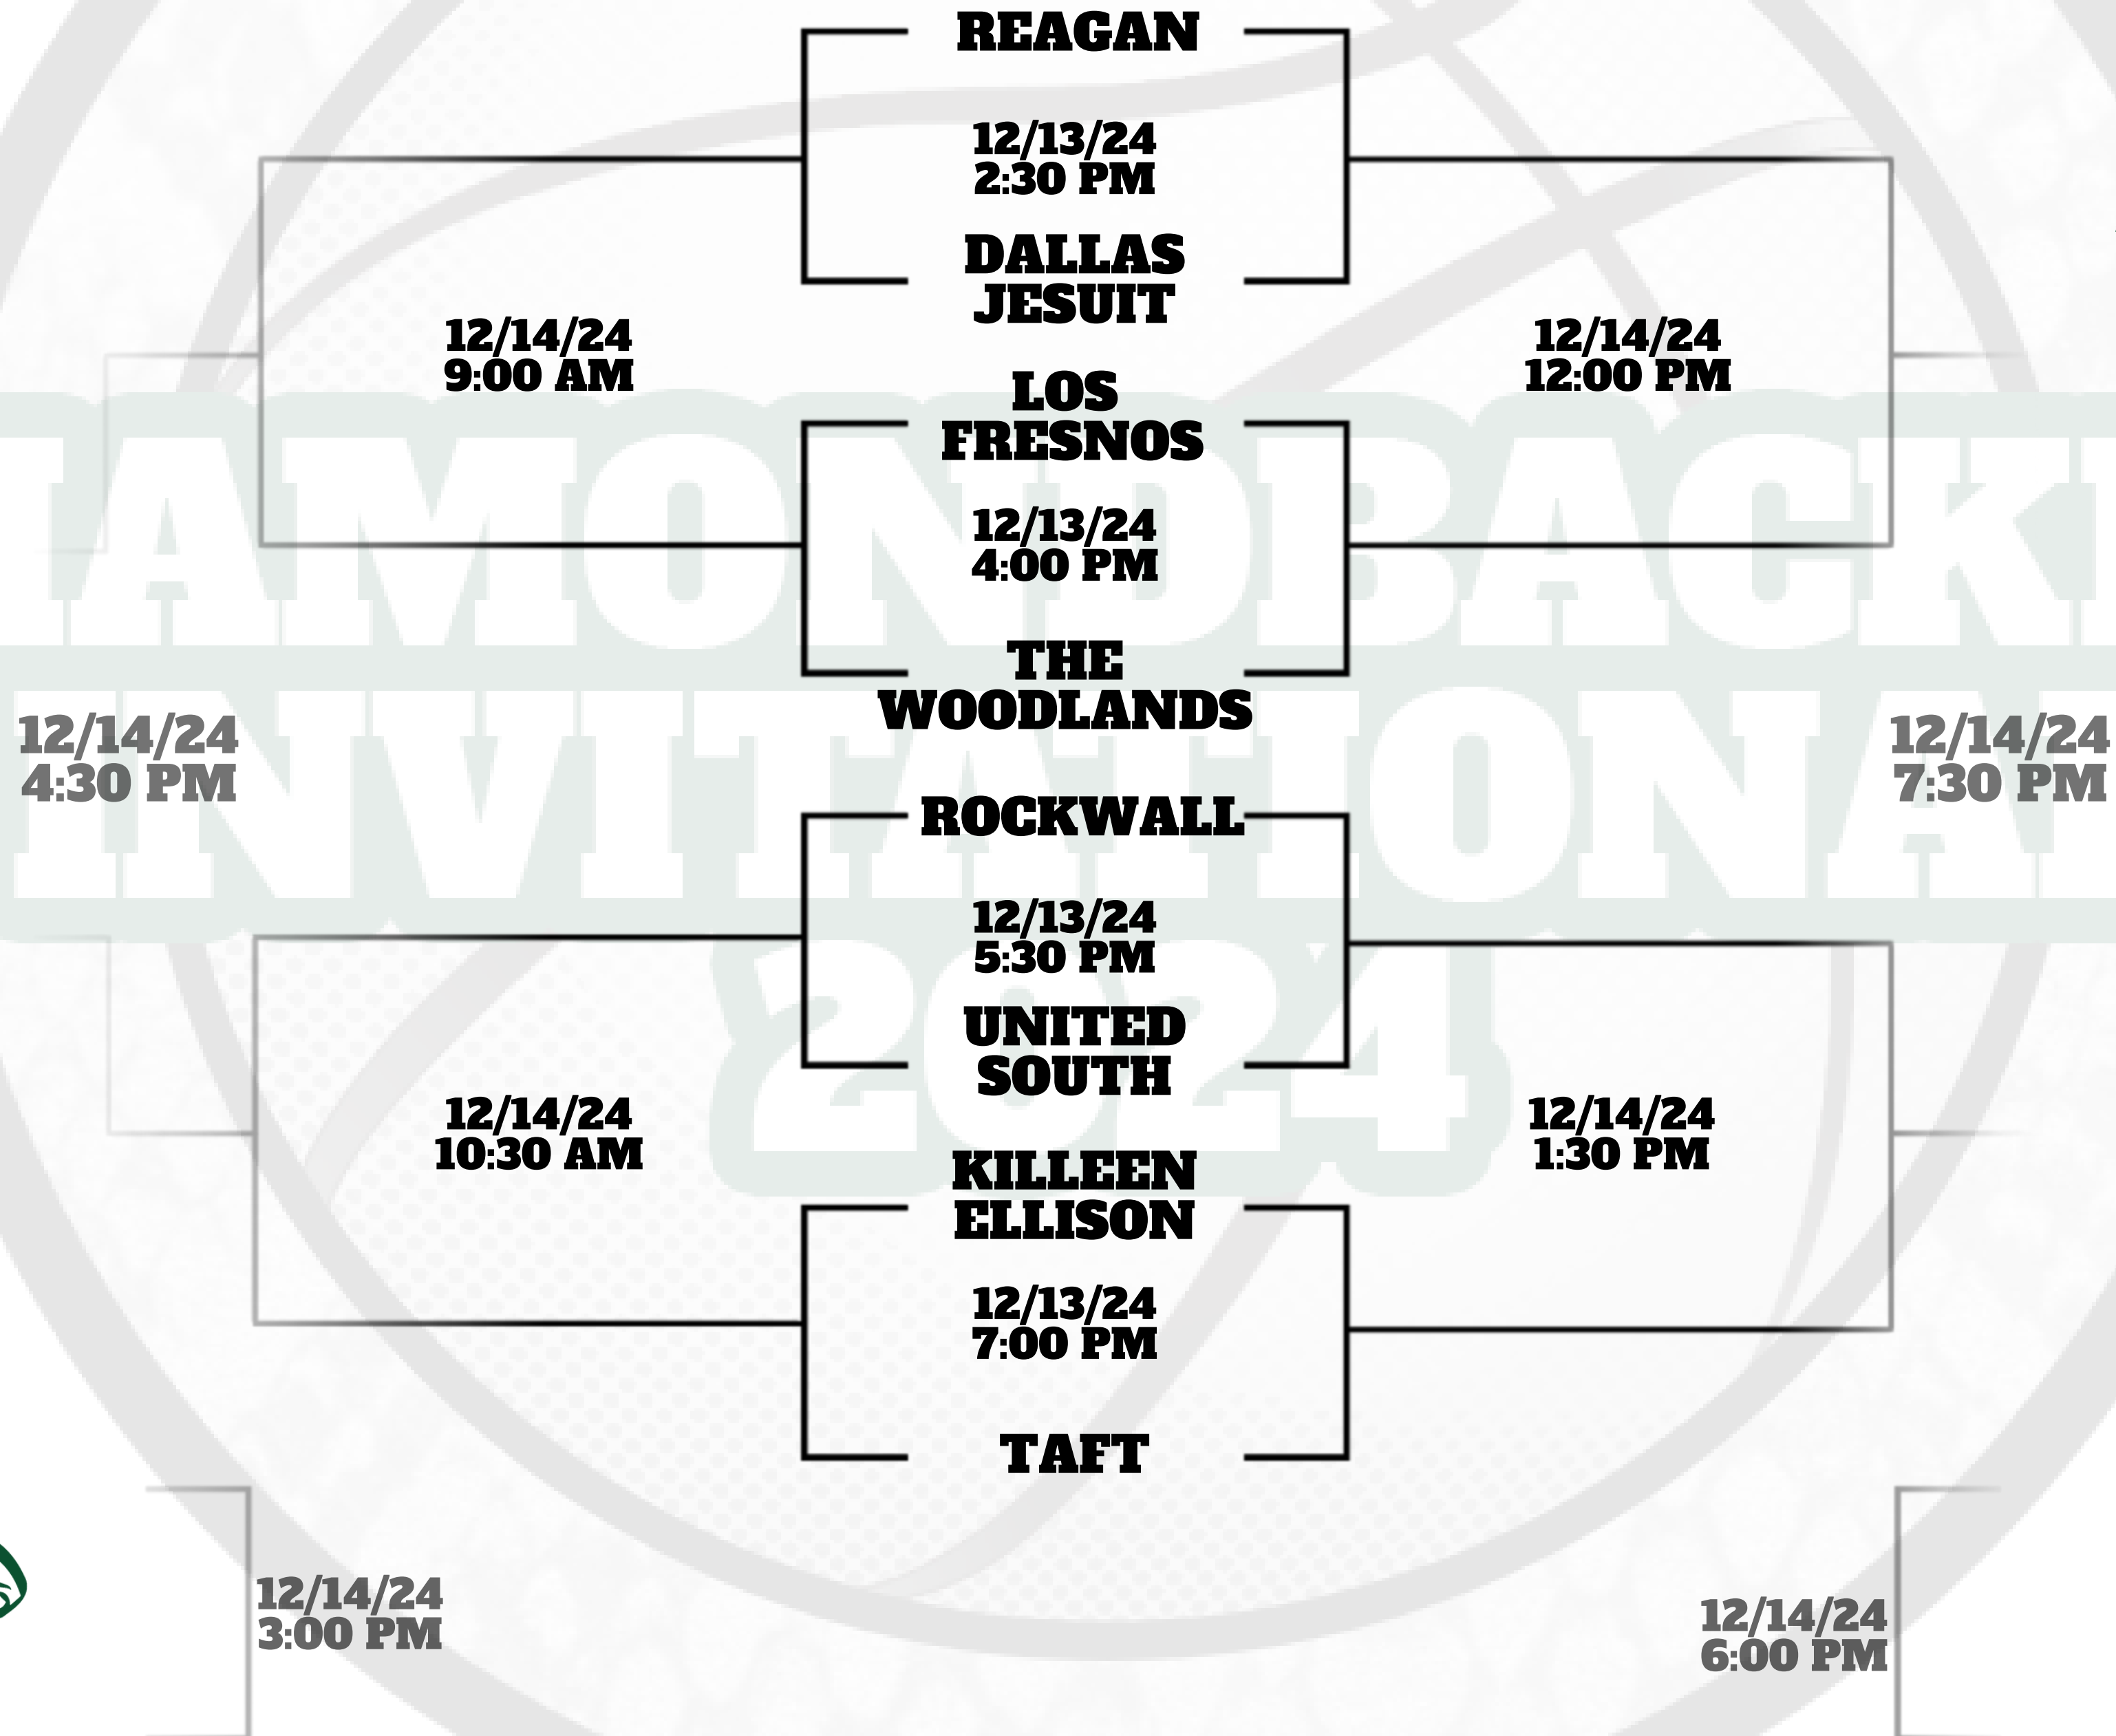 REAGAN
12/13/24
2:30 PM
DALLAS
JESUIT
12/14/24
9:00 AM
12/14/24
12:00 PM
LOS
FRESNOS
12/13/24
4:00 PM
THE
WOODLANDS
12/14/24
4:30 PM
12/14/24
7:30 PM
ROCKWALL
12/13/24
5:30 PM
UNITED
SOUTH
12/14/24
10:30 AM
12/14/24
1:30 PM
KILLEEN
ELLISON
12/13/24
7:00 PM
TAFT
12/14/24
3:00 PM
12/14/24
6:00 PM
IAMONDBACK
INVITATIONA
2024